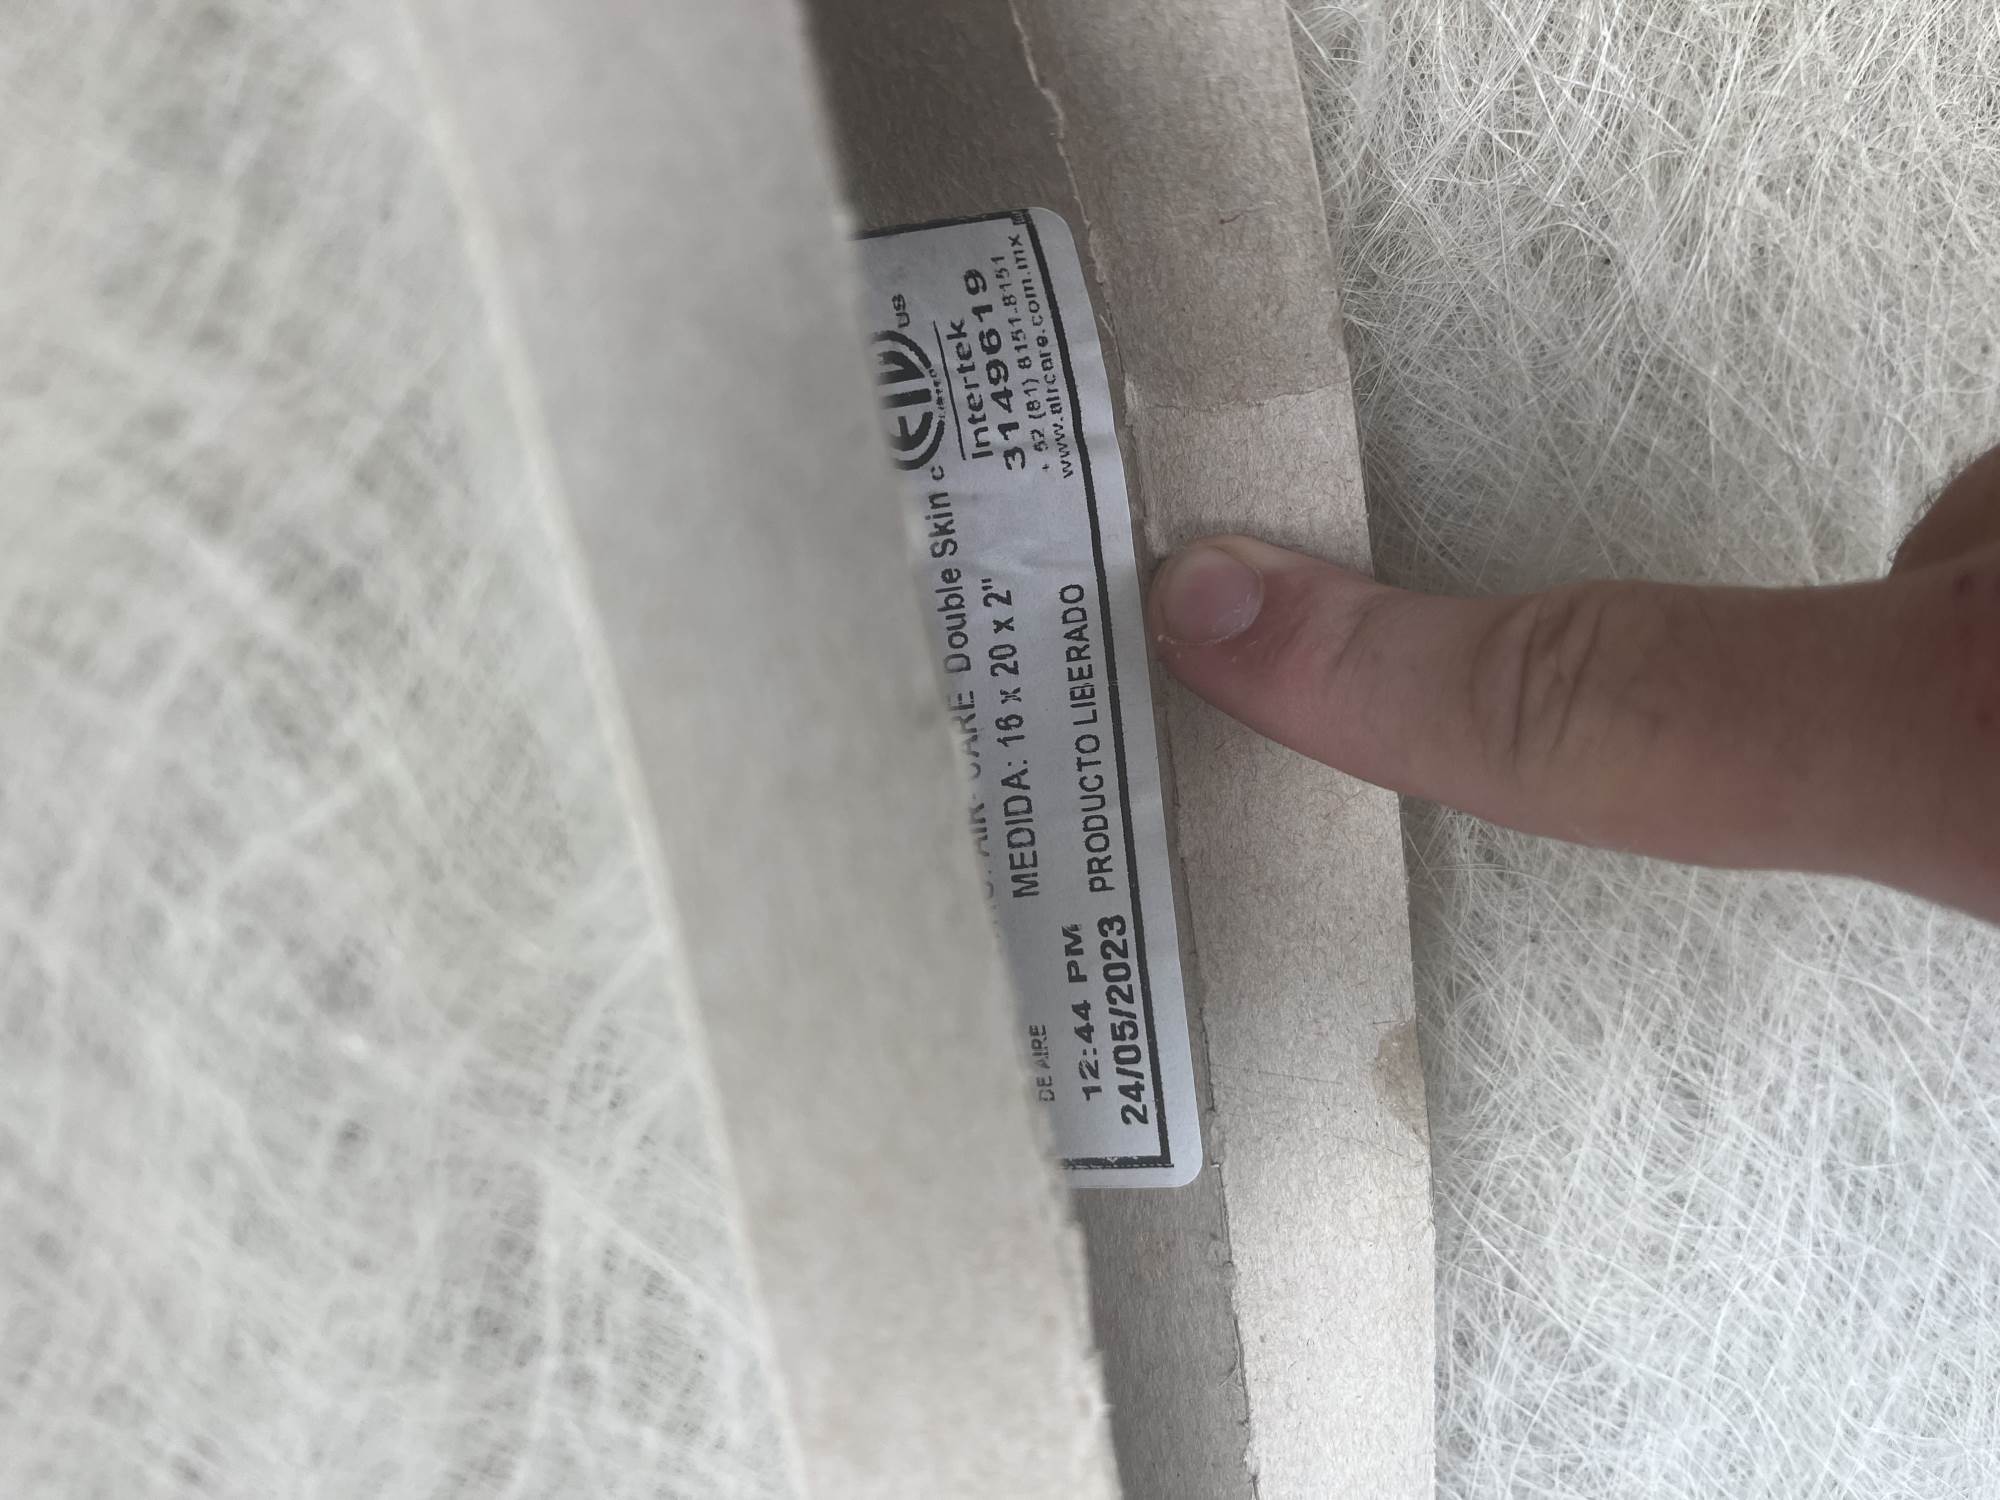 AIR-CARE Double Skin
MEDIDA: 16 x 20 x 2"
DE AIRE
12:44 PM
24/05/2023 PRODUCTO LIBERADO
c us
Intertek
3149619
+ 52 (81) 8151-8151
www.aircare.com.mx